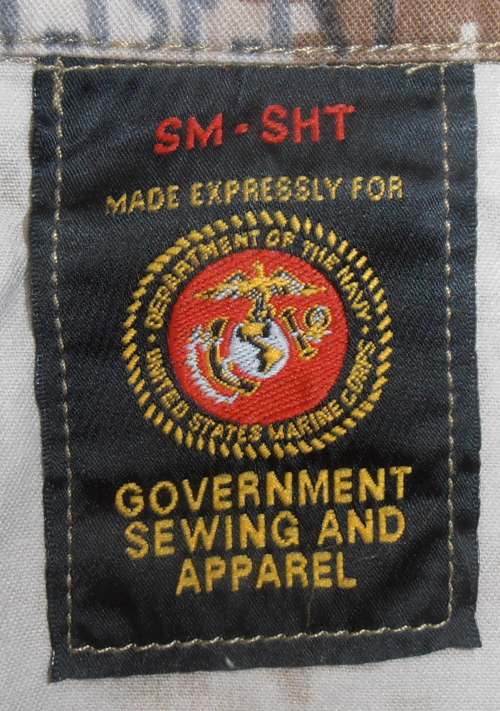 SM - SHT
MADE EXPRESSLY FOR
DEPARTMENT OF THE NAVY
UNITED STATES MARINE CORPS
GOVERNMENT
SEWING AND
APPAREL